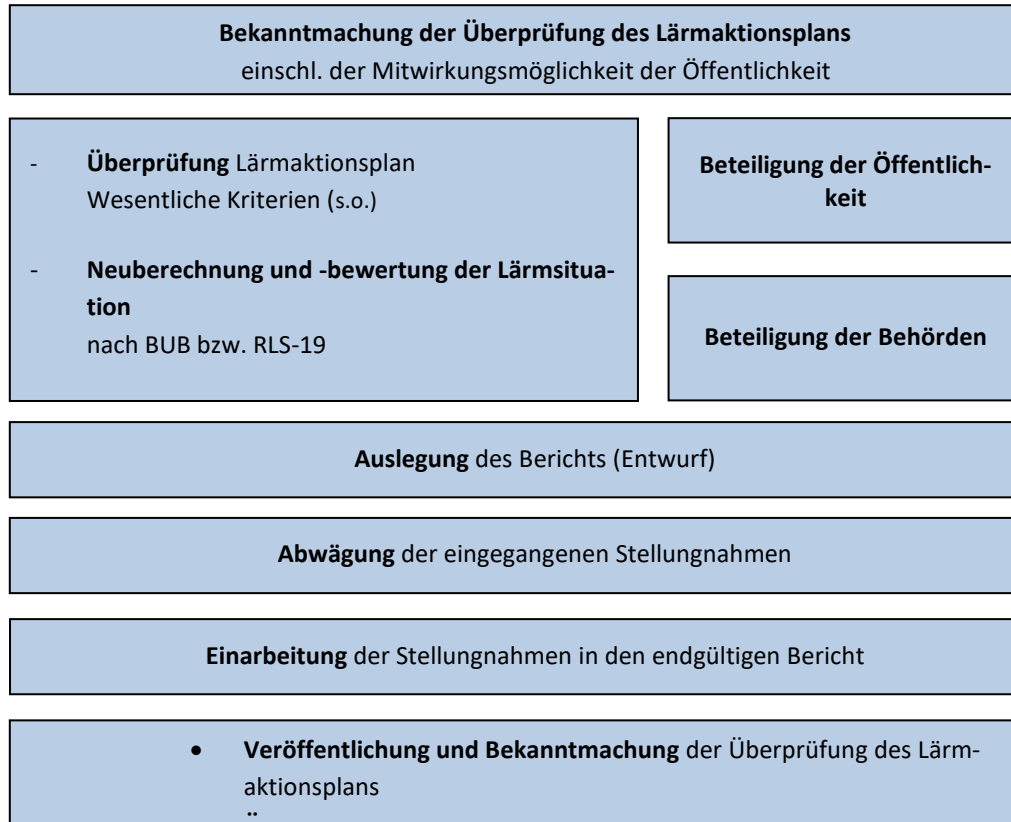 Bekanntmachung der Überprüfung des Lärmaktionsplans
einschl. der Mitwirkungsmöglichkeit der Öffentlichkeit
- Überprüfung Lärmaktionsplan
Wesentliche Kriterien (s.o.)
- Neuberechnung und -bewertung der Lärmsitua-
tion
nach BUB bzw. RLS-19
Beteiligung der Öffentlich-
keit
Beteiligung der Behörden
Auslegung des Berichts (Entwurf)
Abwägung der eingegangenen Stellungnahmen
Einarbeitung der Stellungnahmen in den endgültigen Bericht
• Veröffentlichung und Bekanntmachung der Überprüfung des Lärm-
aktionsplans